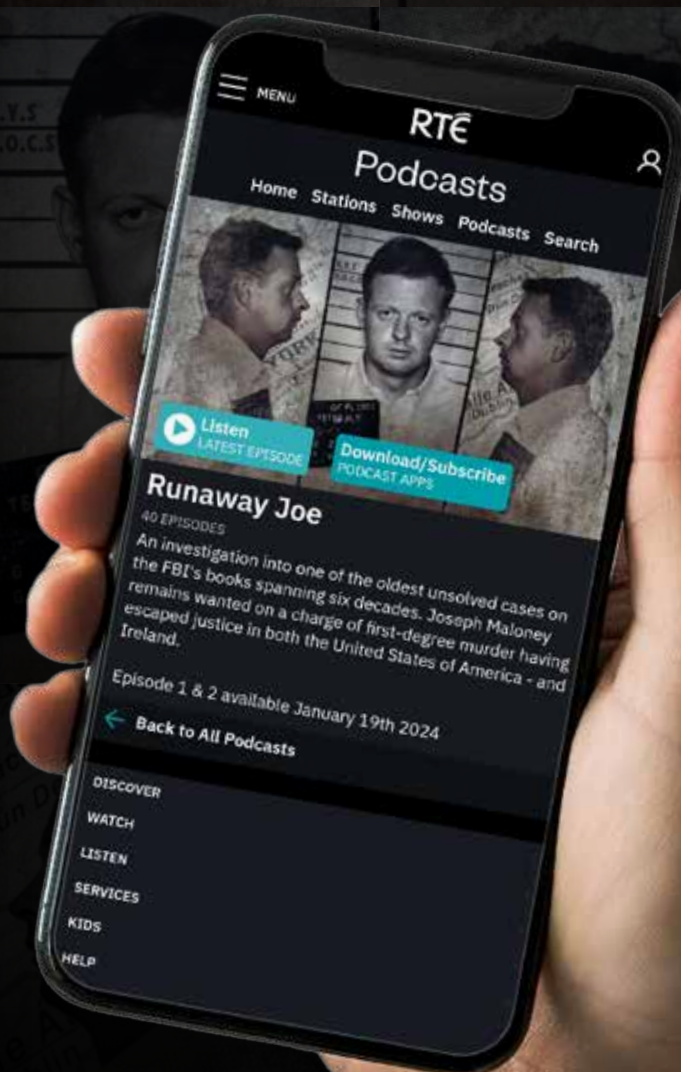 MENU
RTÉ
Podcasts
Home Stations Shows Podcasts Search
Listen
LATEST EPISODE
Download/Subscribe
PODCAST APPS
Runaway Joe
40 EPISODES
An investigation into one of the oldest unsolved cases on
the FBI's books spanning six decades. Joseph Maloney
remains wanted on a charge of first-degree murder having
escaped justice in both the United States of America - and
Ireland.
Episode 1 & 2 available January 19th 2024
Back to All Podcasts
DISCOVER
WATCH
LISTEN
SERVICES
KIDS
HELP